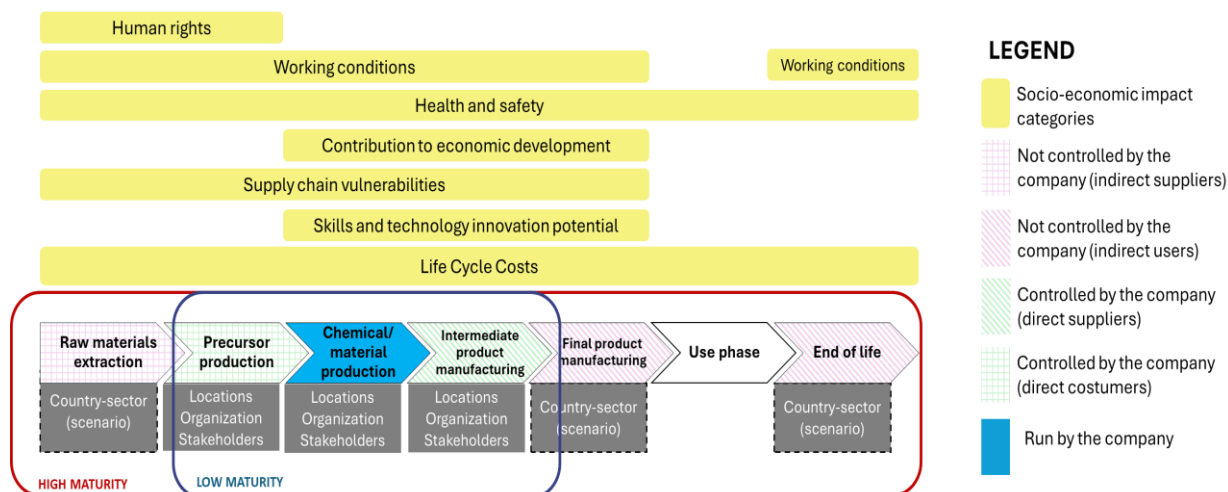 Human rights
Working conditions
Working conditions
Health and safety
Contribution to economic development
Supply chain vulnerabilities
Skills and technology innovation potential
Life Cycle Costs
Raw materials
extraction
Precursor
production
Chemical/
material
production
Intermediate
product
manufacturing
Final product
manufacturing
Use phase
End of life
Country-sector
(scenario)
Locations
Organization
Stakeholders
Locations
Organization
Stakeholders
Locations
Organization
Stakeholders
Country-sector
(scenario)
Country-sector
(scenario)
HIGH MATURITY
LOW MATURITY
LEGEND
Socio-economic impact
categories
Not controlled by the
company (indirect suppliers)
Not controlled by the
company (indirect users)
Controlled by the company
(direct suppliers)
Controlled by the company
(direct costumers)
Run by the company